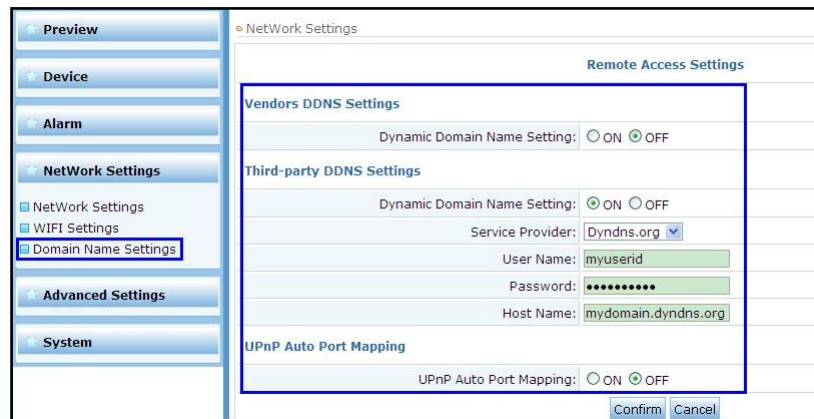 Preview
Device
Alarm
NetWork Settings
NetWork Settings
WIFI Settings
Domain Name Settings
Advanced Settings
System
NetWork Settings
Remote Access Settings
Vendors DDNS Settings
Dynamic Domain Name Setting: ON OFF
Third-party DDNS Settings
Dynamic Domain Name Setting: ON OFF
Service Provider: Dyndns.org
User Name: myuserid
Password: ••••••••••
Host Name: mydomain.dyndns.org
UPnP Auto Port Mapping
UPnP Auto Port Mapping: ON OFF
Confirm Cancel